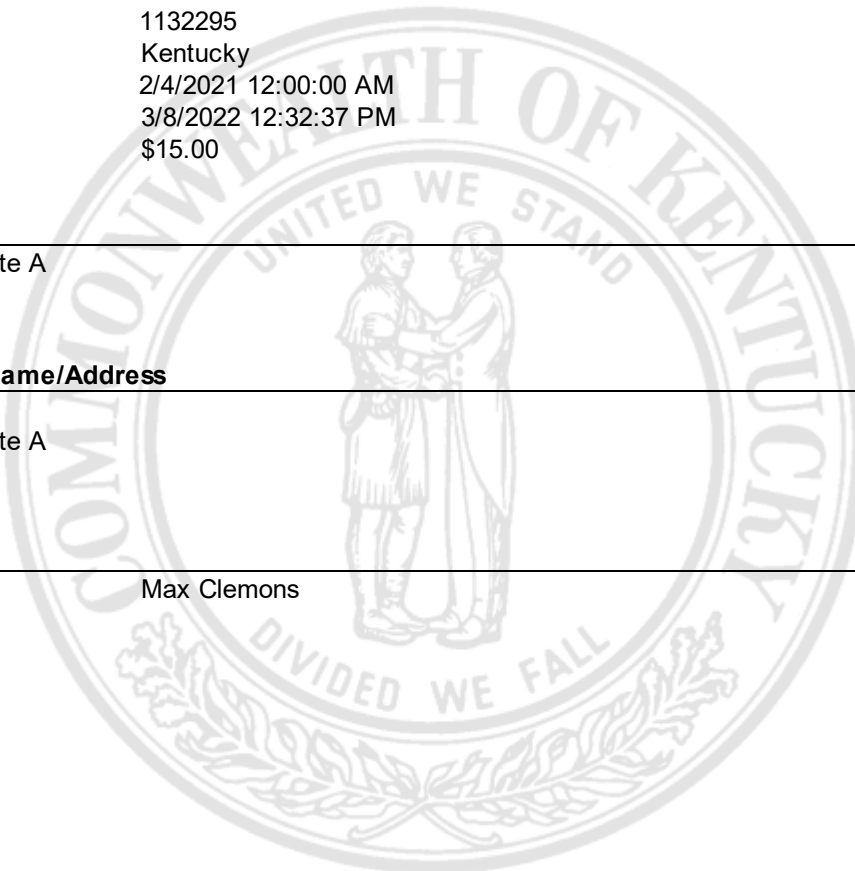 1132295
Kentucky
2/4/2021 12:00:00 AM
3/8/2022 12:32:37 PM
$15.00
te A
ame/Address
te A
Max Clemons
COMMONWEALTH OF KENTUCKY
UNITED WE STAND
DIVIDED WE FALL